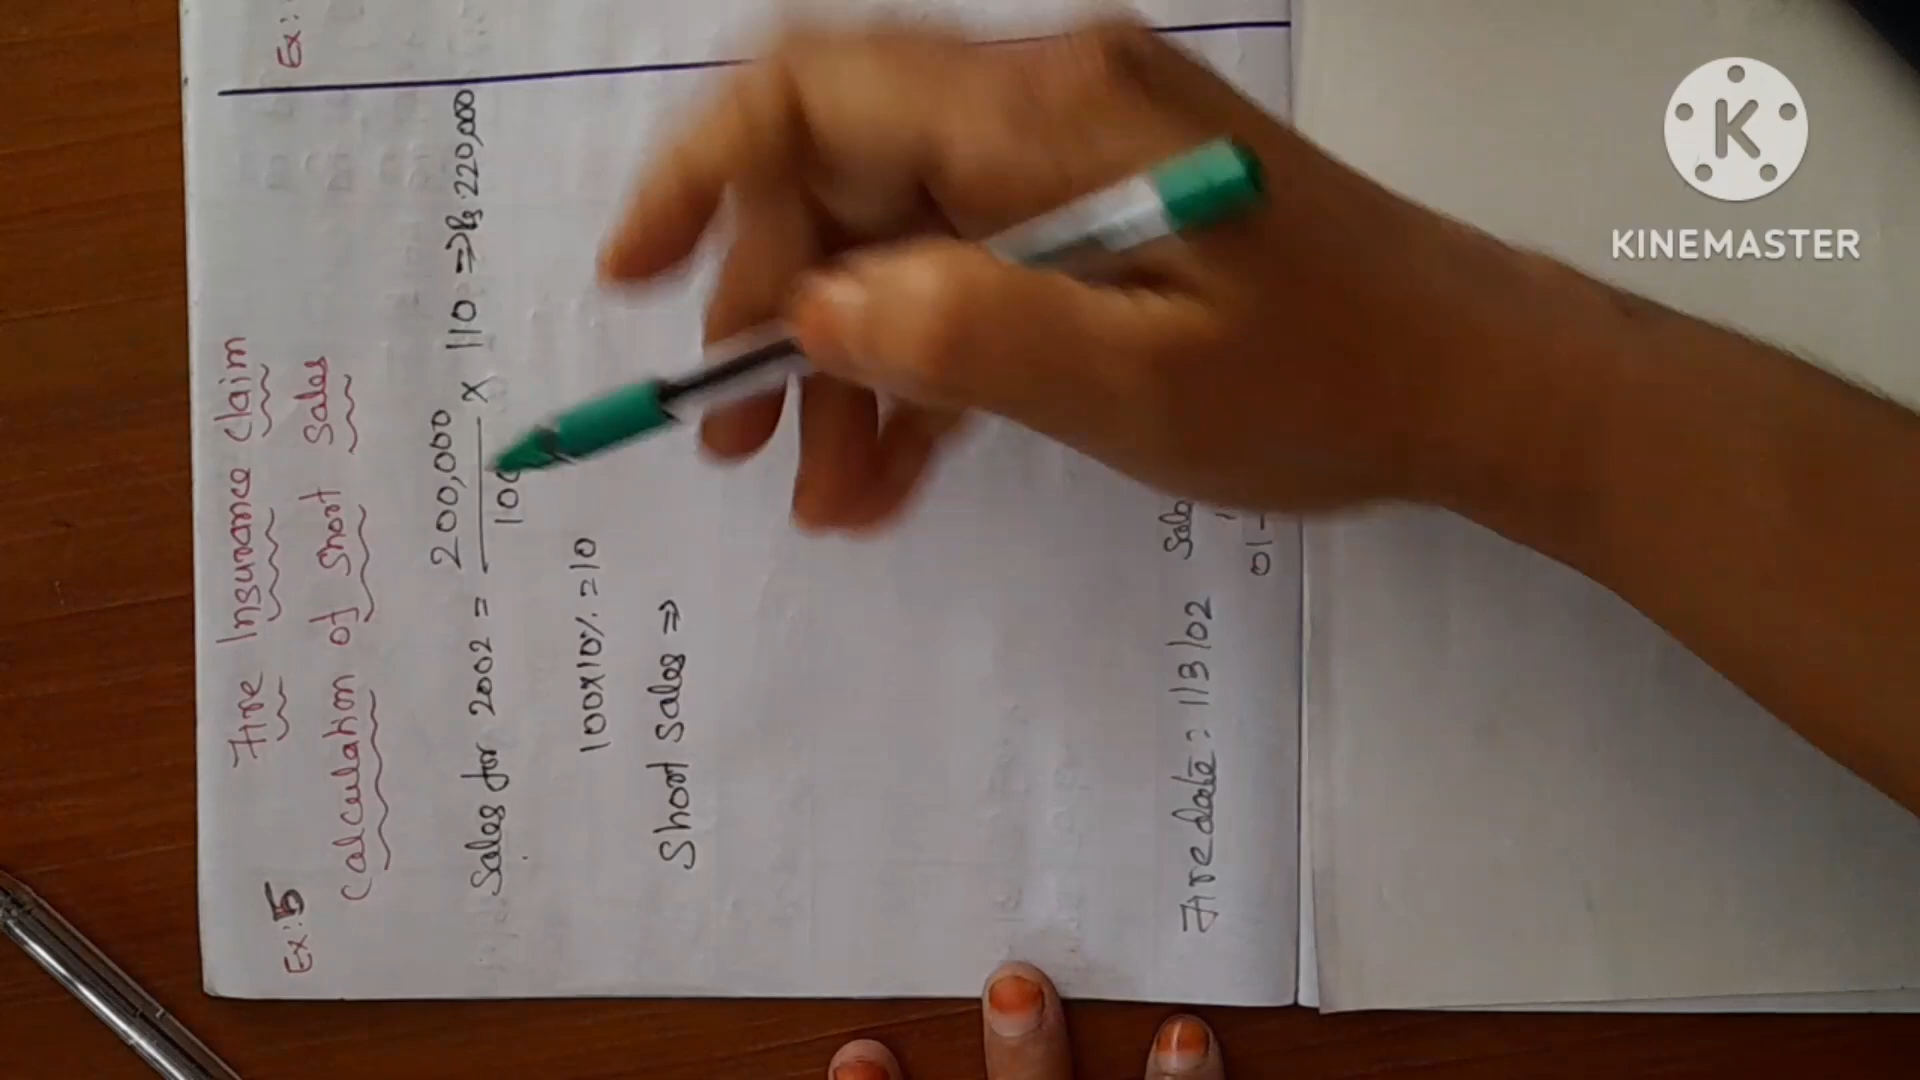 Ex:5 Fire Insurance Claim
Calculation of Short Sales
Sales for 2002 = 200,000 / 100 x 110 => Rs 220,000
100x10% = 10
Short Sales =>
Fire date = 1/3/02
01-
Ex:
KINEMASTER